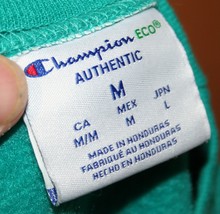 Champion ECO
AUTHENTIC
M
CA MEX JPN
M/M M L
MADE IN HONDURAS
FABRIQUÉ AU HONDURAS
HECHO EN HONDURAS